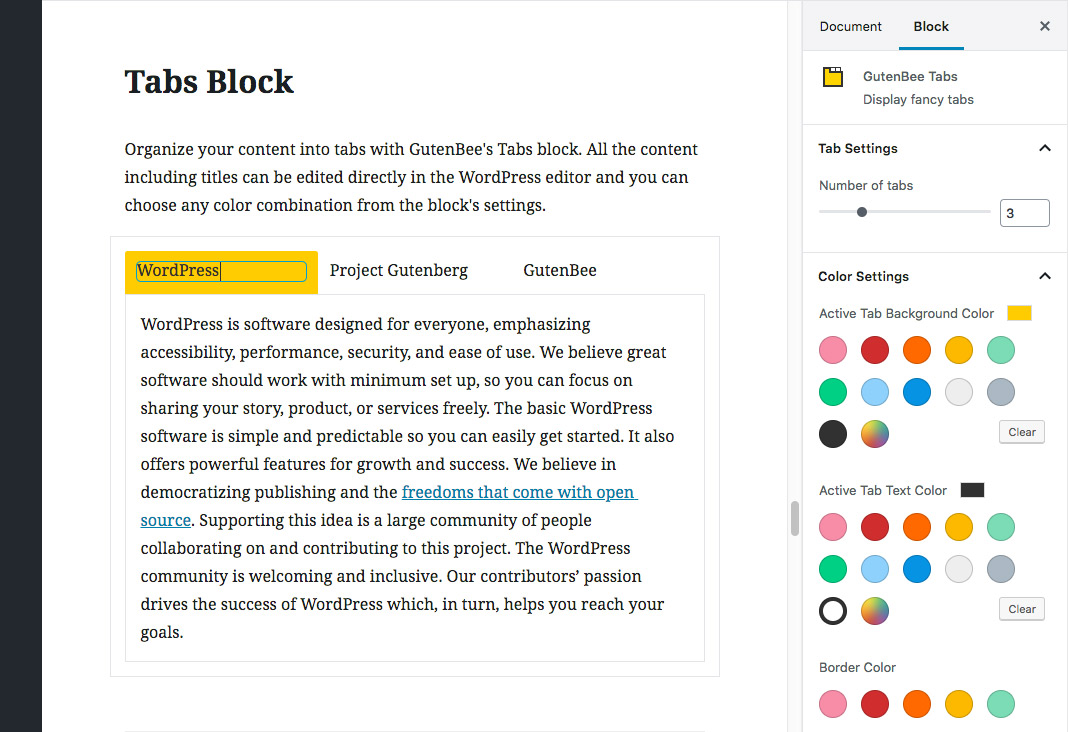 Tabs Block
Organize your content into tabs with GutenBee's Tabs block. All the content
including titles can be edited directly in the WordPress editor and you can
choose any color combination from the block's settings.
WordPress
Project Gutenberg
GutenBee
WordPress is software designed for everyone, emphasizing
accessibility, performance, security, and ease of use. We believe great
software should work with minimum set up, so you can focus on
sharing your story, product, or services freely. The basic WordPress
software is simple and predictable so you can easily get started. It also
offers powerful features for growth and success. We believe in
democratizing publishing and the freedoms that come with open
source. Supporting this idea is a large community of people
collaborating on and contributing to this project. The WordPress
community is welcoming and inclusive. Our contributors’ passion
drives the success of WordPress which, in turn, helps you reach your
goals.
Document
Block
GutenBee Tabs
Display fancy tabs
Tab Settings
Number of tabs
3
Color Settings
Active Tab Background Color
Clear
Active Tab Text Color
Clear
Border Color